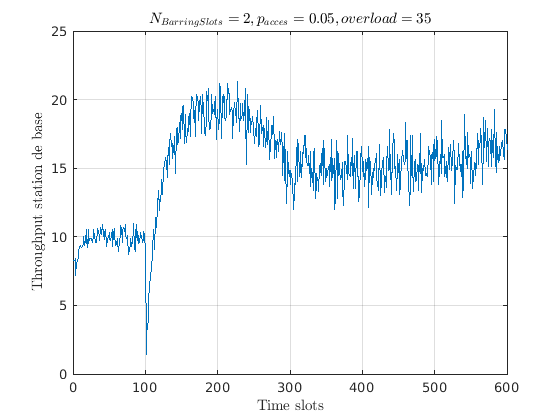 N_{BarringSlots} = 2, p_{acces} = 0.05, overload = 35
25
20
15
10
5
0
Throughput station de base
0 100 200 300 400 500 600
Time slots